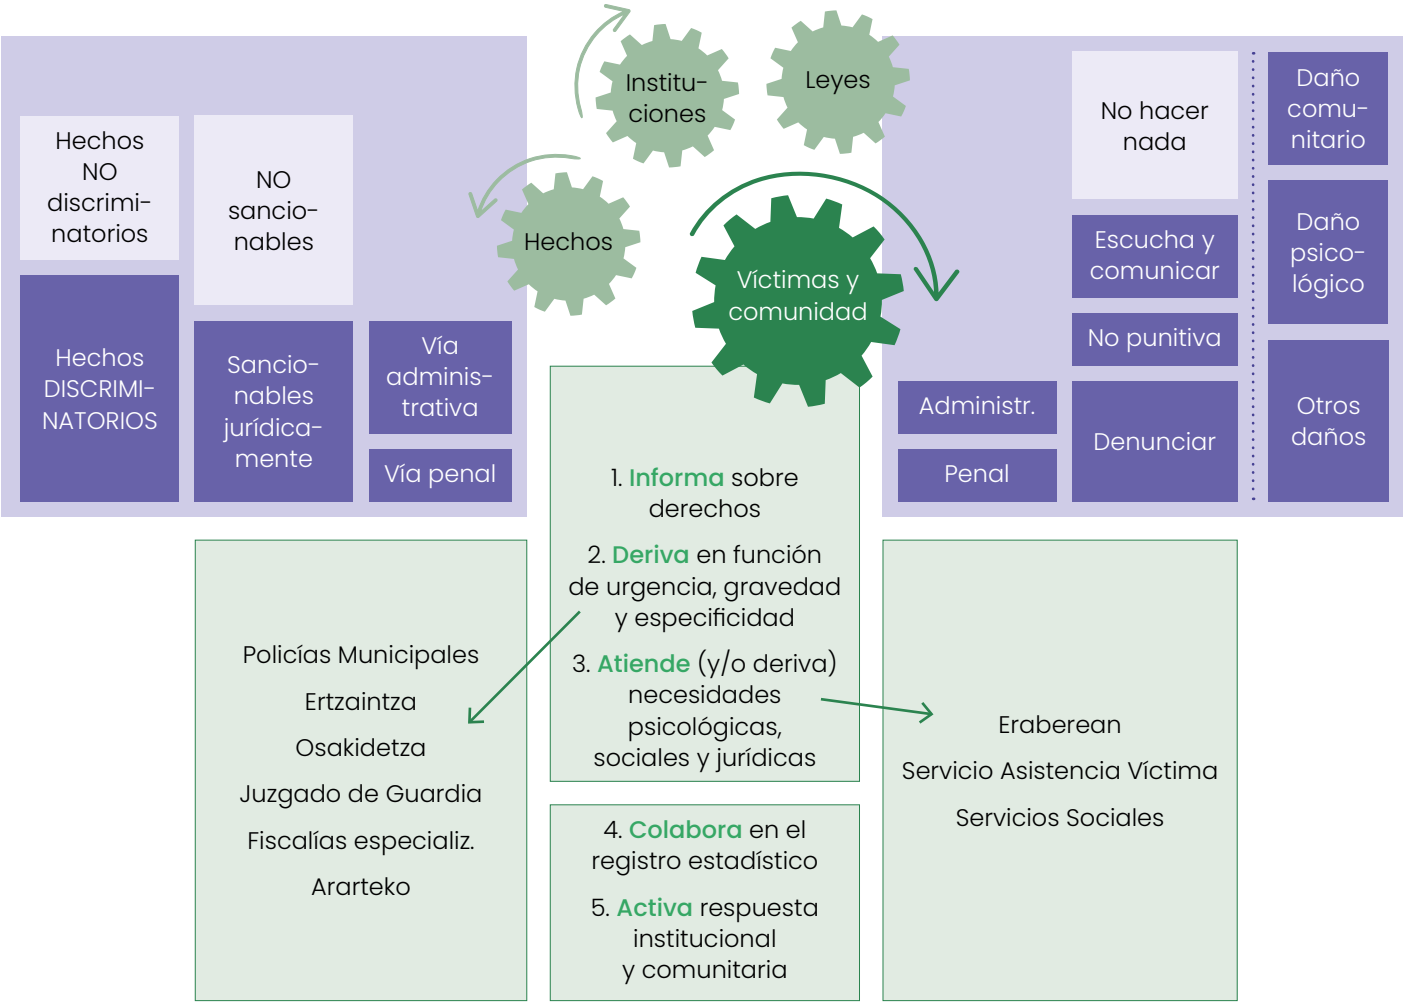 Institu-
ciones
Leyes
Hechos
Víctimas y
comunidad
Hechos
NO
discrimi-
natorios
NO
sancio-
nables
Hechos
DISCRIMI-
NATORIOS
Sancio-
nables
jurídica-
mente
Vía
adminis-
trativa
Vía penal
No hacer
nada
Escucha y
comunicar
No punitiva
Administr.
Penal
Denunciar
Daño
comu-
nitario
Daño
psico-
lógico
Otros
daños
1. Informa sobre
derechos
2. Deriva en función
de urgencia, gravedad
y especificidad
3. Atiende (y/o deriva)
necesidades
psicológicas,
sociales y jurídicas
4. Colabora en el
registro estadístico
5. Activa respuesta
institucional
y comunitaria
Policías Municipales
Ertzaintza
Osakidetza
Juzgado de Guardia
Fiscalías especializ.
Ararteko
Eraberean
Servicio Asistencia Víctima
Servicios Sociales